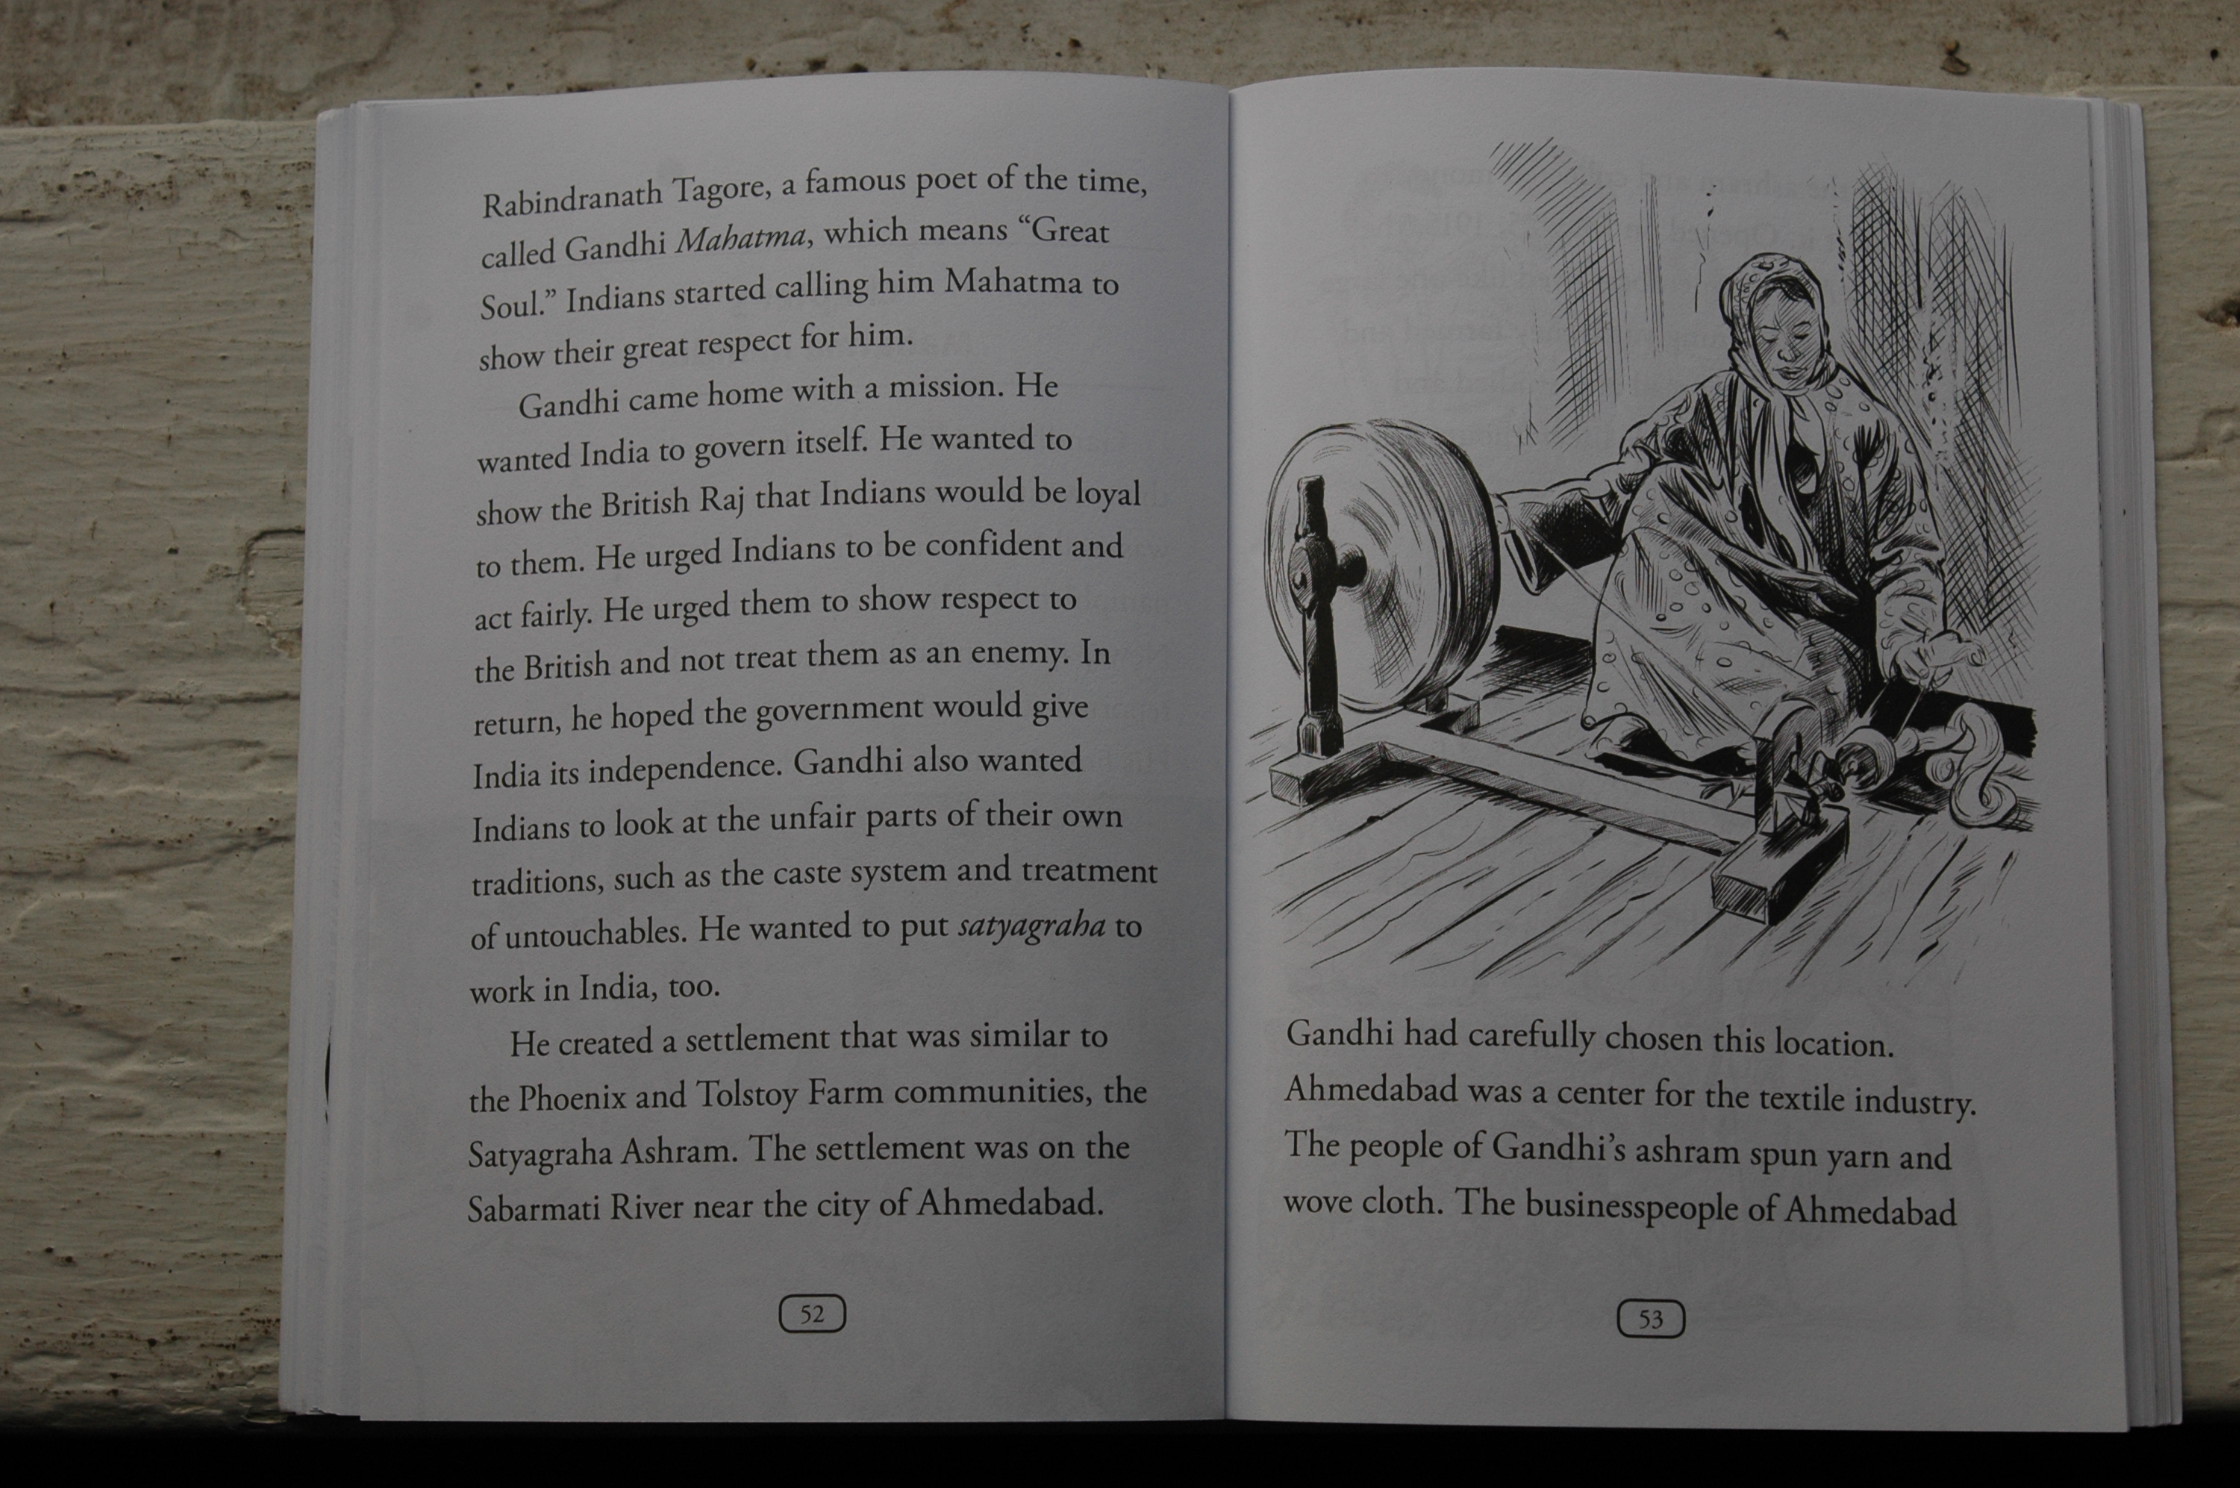 Rabindranath Tagore, a famous poet of the time,
called Gandhi Mahatma, which means “Great
Soul.” Indians started calling him Mahatma to
show their great respect for him.
Gandhi came home with a mission. He
wanted India to govern itself. He wanted to
show the British Raj that Indians would be loyal
to them. He urged Indians to be confident and
act fairly. He urged them to show respect to
the British and not treat them as an enemy. In
return, he hoped the government would give
India its independence. Gandhi also wanted
Indians to look at the unfair parts of their own
traditions, such as the caste system and treatment
of untouchables. He wanted to put satyagraha to
work in India, too.
He created a settlement that was similar to
the Phoenix and Tolstoy Farm communities, the
Satyagraha Ashram. The settlement was on the
Sabarmati River near the city of Ahmedabad.
52
Gandhi had carefully chosen this location.
Ahmedabad was a center for the textile industry.
The people of Gandhi’s ashram spun yarn and
wove cloth. The businesspeople of Ahmedabad
53